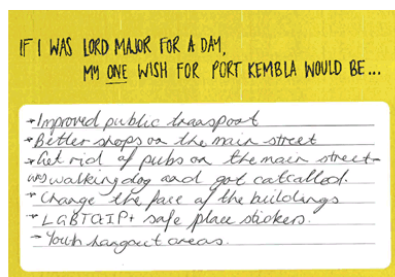 IF I WAS LORD MAJOR FOR A DAY,
MY ONE WISH FOR PORT KEMBLA WOULD BE...
*Improved public transport
*Better shops on the main street
*Get rid of pubs on the main street -
was walking dog and got catcalled.
*Change the face of the buildings
*LGBTQIP+ safe place stickers.
*Youth hangout areas.